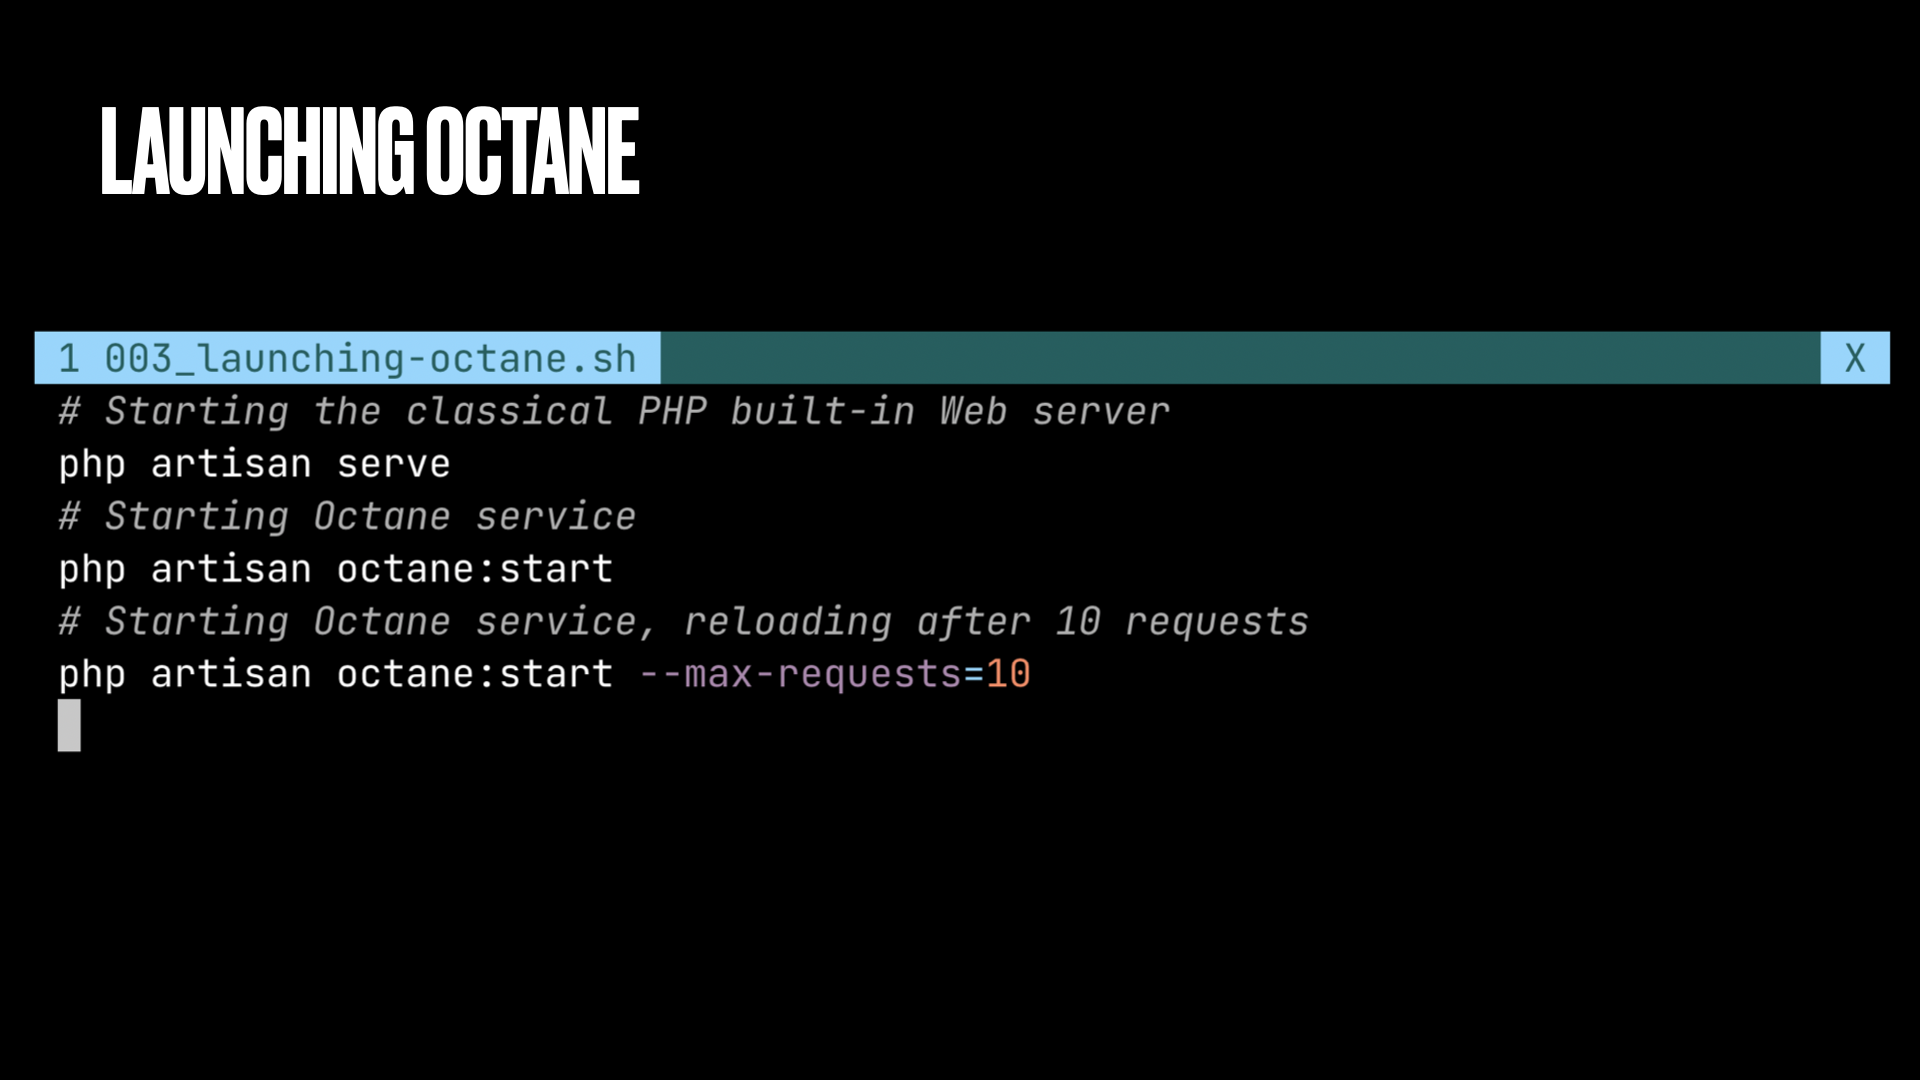 LAUNCHING OCTANE
1 003_launching-octane.sh X
# Starting the classical PHP built-in Web server
php artisan serve
# Starting Octane service
php artisan octane:start
# Starting Octane service, reloading after 10 requests
php artisan octane:start --max-requests=10